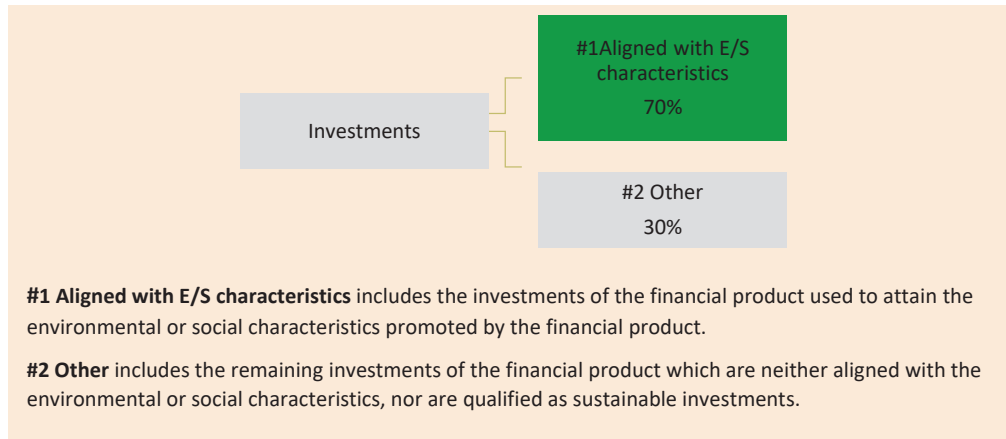 #1Aligned with E/S
characteristics
70%
Investments
#2 Other
30%
#1 Aligned with E/S characteristics includes the investments of the financial product used to attain the
environmental or social characteristics promoted by the financial product.
#2 Other includes the remaining investments of the financial product which are neither aligned with the
environmental or social characteristics, nor are qualified as sustainable investments.